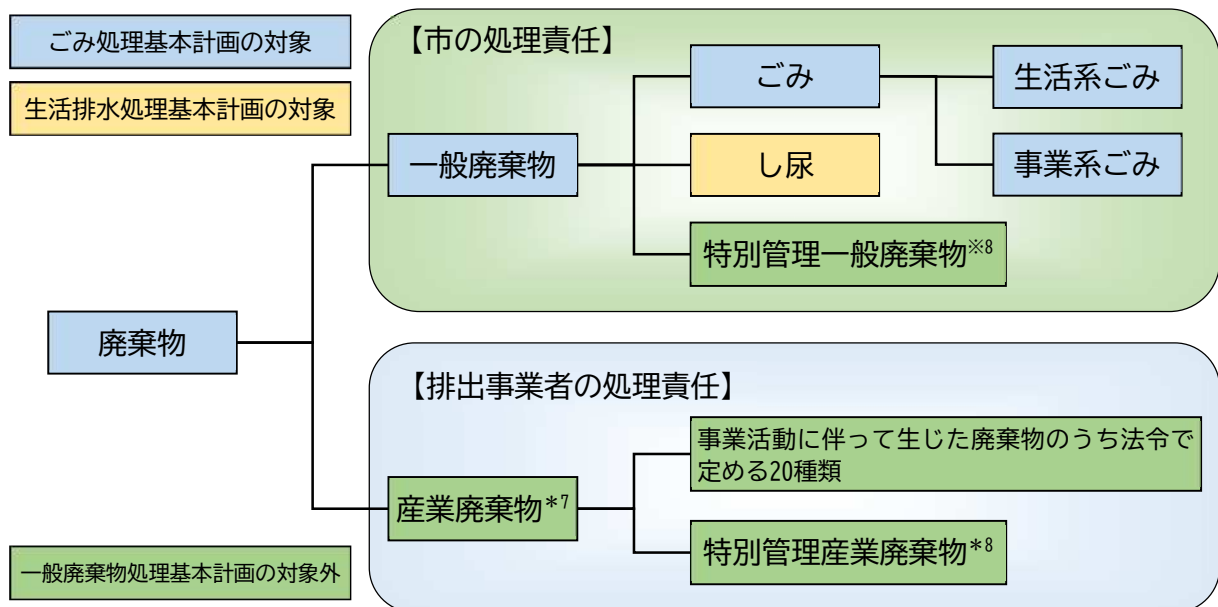 ごみ処理基本計画の対象
生活排水処理基本計画の対象
【市の処理責任】
ごみ
生活系ごみ
事業系ごみ
一般廃棄物
し尿
特別管理一般廃棄物※8
廃棄物
【排出事業者の処理責任】
事業活動に伴って生じた廃棄物のうち法令で
定める20種類
産業廃棄物*7
特別管理産業廃棄物*8
一般廃棄物処理基本計画の対象外